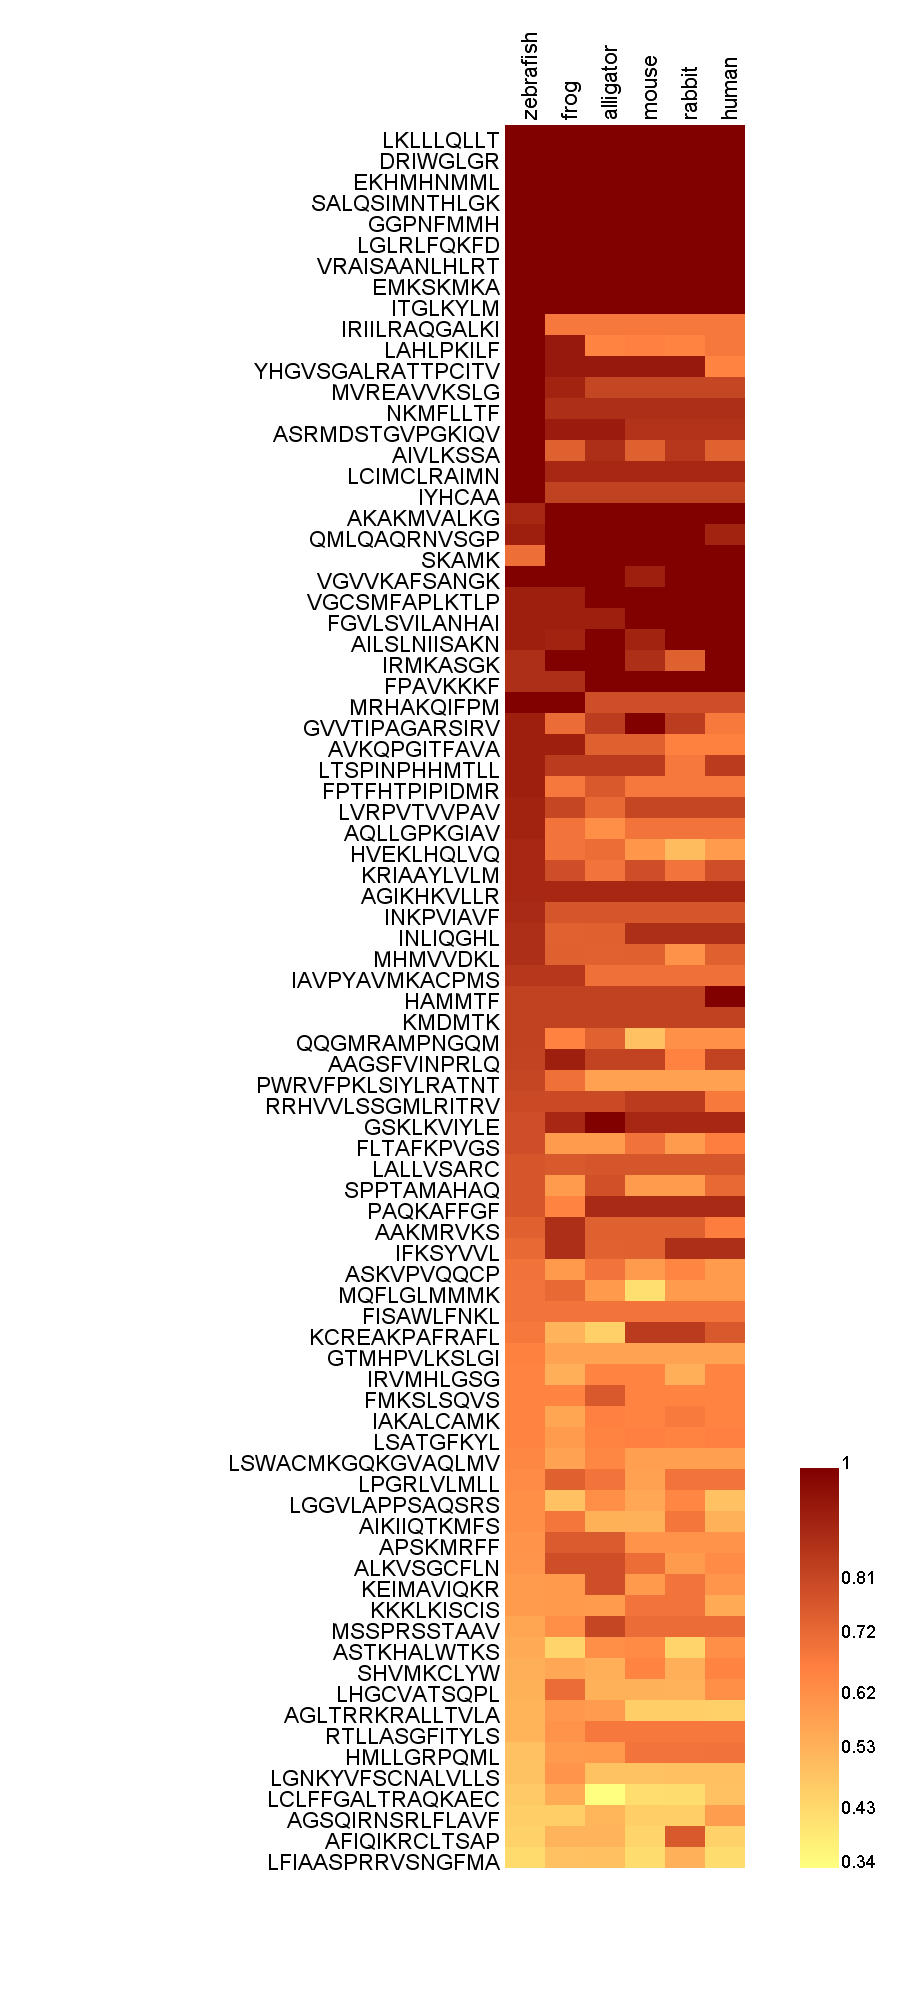 zebrafish frog alligator mouse rabbit human
LKLLLQLLT
DRIWGLGR
EKHMHNMML
SALQSIMNTHLGK
GGPNFMMH
LGLRLFQKFD
VRAISAANLHLRT
EMKSKMKA
ITGLKYLM
IRIILRAQGALKI
LAHLPKILF
YHGVSGALRATTPCITV
MVREAVVKSLG
NKMFLLTF
ASRMDSTGVPGKIQV
AIVLKSSA
LCIMCLRAIMN
IYHCAA
AKAKMVALKG
QMLQAQRNVSGP
SKAMK
VGVVKAFSANGK
VGCSMFAPLKTLP
FGVLSVILANHAI
AILSLNIISAKN
IRMKASGK
FPAVKKKF
MRHAKQIFPM
GVVTIPAGARSIRV
AVKQPGITFAVA
LTSPINPHHMTLL
FPTFHTPIPIDMR
LVRPVTVVPAV
AQLLGPKGIAV
HVEKLHQLVQ
KRIAAYLVLM
AGIKHKVLLR
INKPVIAVF
INLIQGHL
MHMVVDKL
IAVPYAVMKACPMS
HAMMTF
KMDMTK
QQGMRAMPNGQM
AAGSFVINPRLQ
PWRVFPKLSIYLRATNT
RRHVVLSSGMLRITRV
GSKLKVIYLE
FLTAFKPVGS
LALLVSARC
SPPTAMAHAQ
PAQKAFFGF
AAKMRVKS
IFKSYVVL
ASKVPVQQCP
MQFLGLMMMK
FISAWLFNKL
KCREAKPAFRAFL
GTMHPVLKSLGI
IRVMHLGSG
FMKSLSQVS
IAKALCAMK
LSATGFKYL
LSWACMKGQKGVAQLMV
LPGRLVLMLL
LGGVLAPPSAQSRS
AIKIIQTKMFS
APSKMRFF
ALKVSGCFLN
KEIMAVIQKR
KKKLKISCIS
MSSPRSSTAAV
ASTKHALWTKS
SHVMKCLYW
LHGCVATSQPL
AGLTRRKRALLTVLA
RTLLASGFITYLS
HMLLGRPQML
LGNKYVFSCNALVLLS
LCLFFGALTRAQKAEC
AGSQIRNSRLFLAVF
AFIQIKRCLTSAP
LFIAASPRRVSNGFMA
1
0.81
0.72
0.62
0.53
0.43
0.34